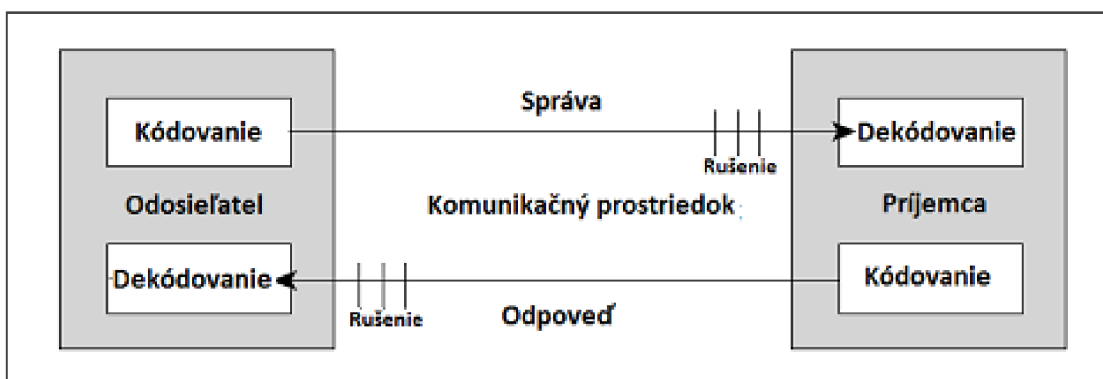 Správa
Kódovanie
Dekódovanie
Rušenie
Odosieľatel
Komunikačný prostriedok
Príjemca
Dekódovanie
Kódovanie
Rušenie
Odpoveď